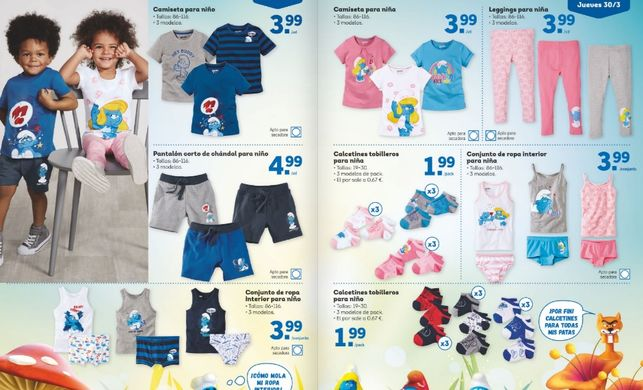 Camiseta para niño
• Tallas: 86-116.
• 3 modelos.
3.99
/ud
Apto para
secadora
Pantalón corto de chándal para niño
• Tallas: 86-116.
• 3 modelos.
4.99
/ud
Apto para
secadora
Conjunto de ropa
interior para niño
• Tallas: 86-116.
• 3 modelos.
3.99
/conjunto
Apto para
secadora
¡CÓMO MOLA
MI ROPA
INTERIOR!
Camiseta para niña
• Tallas: 86-116.
• 3 modelos.
3.99
/ud
Apto para
secadora
Jueves 30/3
Leggings para niña
• Tallas: 86-116.
• 3 modelos.
3.99
/ud
Apto para
secadora
Calcetines tobilleros
para niña
• Tallas: 19-30.
• 3 modelos de pack.
• El par sale a 0,67 €.
1.99
/pack
x3
x3
x3
Conjunto de ropa interior
para niña
• Tallas: 86-116.
• 3 modelos.
3.99
/conjunto
Apto para
secadora
Calcetines tobilleros
para niño
• Tallas: 19-30.
• 3 modelos de pack.
• El par sale a 0,67 €.
1.99
/pack
x3
x3
x3
¡POR FIN!
CALCETINES
PARA TODAS
MIS PATAS